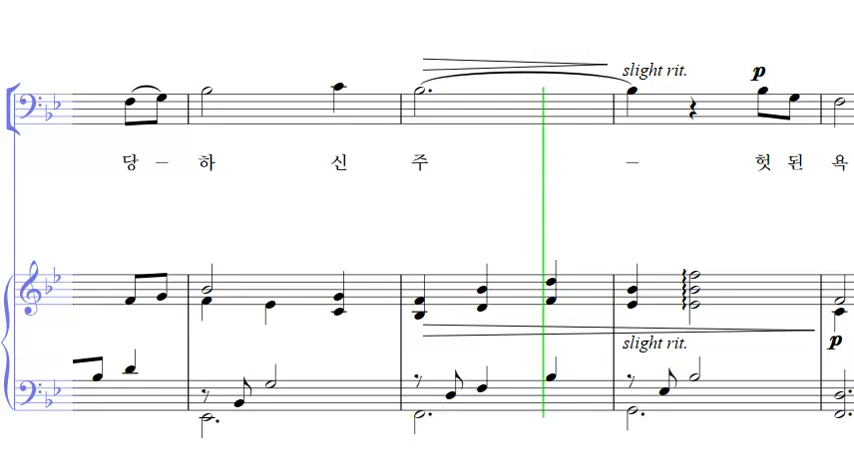 slight rit. p
당 – 하 신 주 – 헛 된 욕
slight rit. p